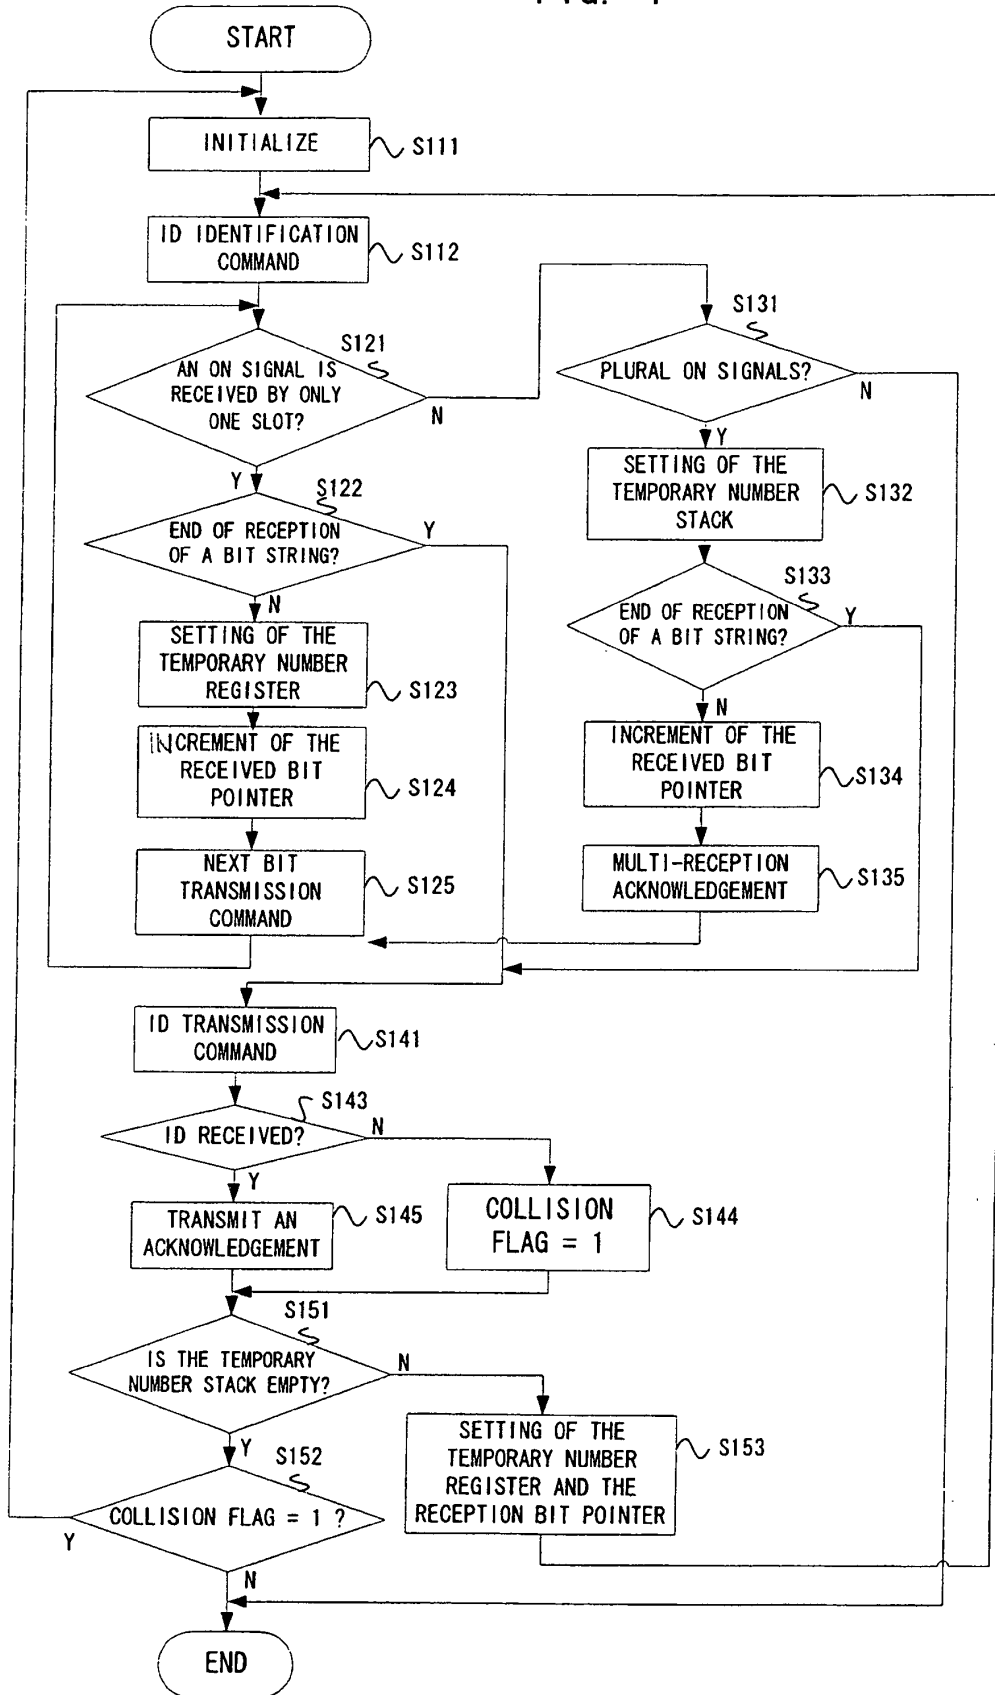 START
INITIALIZE
S111
ID IDENTIFICATION
COMMAND
S112
S121
AN ON SIGNAL IS
RECEIVED BY ONLY
ONE SLOT?
N
Y
S122
END OF RECEPTION
OF A BIT STRING?
Y
N
SETTING OF THE
TEMPORARY NUMBER
REGISTER
S123
INCREMENT OF THE
RECEIVED BIT
POINTER
S124
NEXT BIT
TRANSMISSION
COMMAND
S125
S131
PLURAL ON SIGNALS?
N
Y
SETTING OF THE
TEMPORARY NUMBER
STACK
S132
S133
END OF RECEPTION
OF A BIT STRING?
Y
N
INCREMENT OF THE
RECEIVED BIT
POINTER
S134
MULTI-RECEPTION
ACKNOWLEDGEMENT
S135
ID TRANSMISSION
COMMAND
S141
S143
ID RECEIVED?
N
Y
TRANSMIT AN
ACKNOWLEDGEMENT
S145
COLLISION
FLAG = 1
S144
S151
IS THE TEMPORARY
NUMBER STACK EMPTY?
N
Y
SETTING OF THE
TEMPORARY NUMBER
REGISTER AND THE
RECEPTION BIT POINTER
S153
S152
COLLISION FLAG = 1 ?
Y
N
END